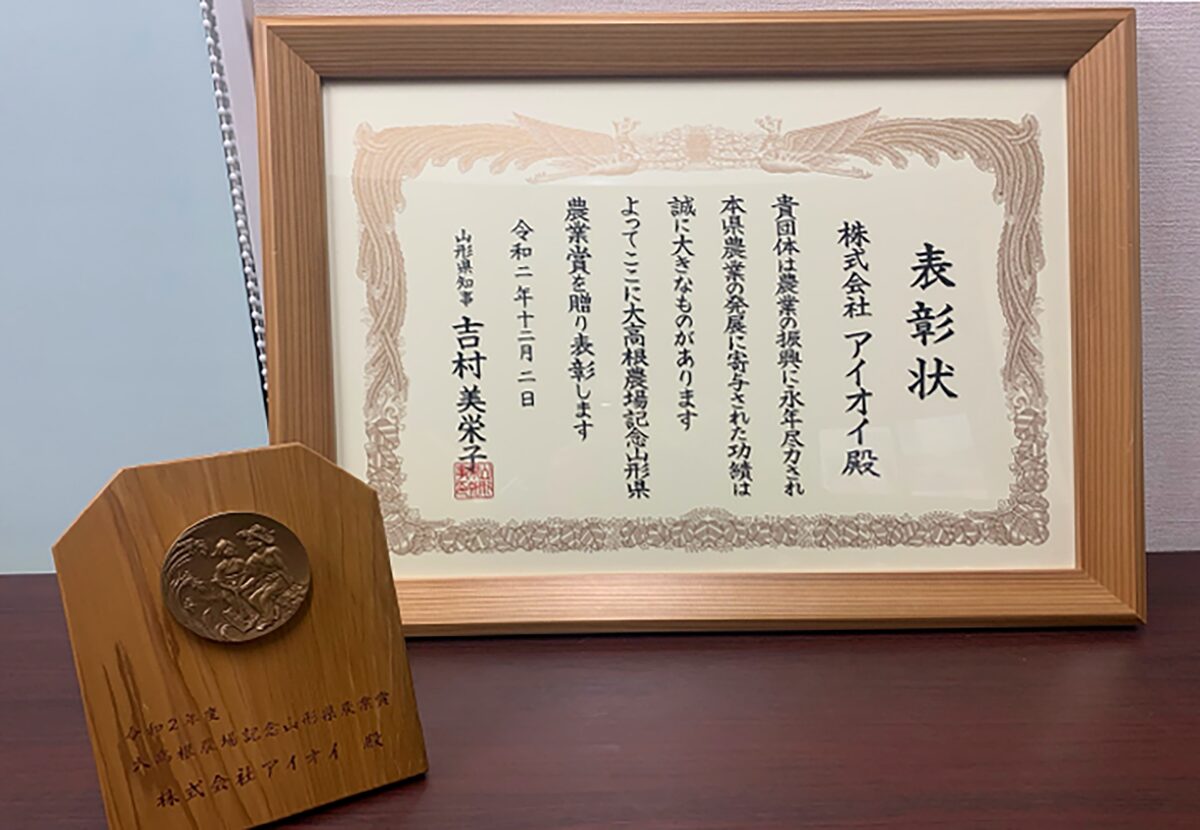 表彰状
株式会社 アイオイ殿
貴団体は農業の振興に永年尽力され
本県農業の発展に寄与された功績は
誠に大きなものがあります
よってここに大高根農場記念山形県
農業賞を贈り表彰します
令和二年十二月二日
山形県知事 吉村美栄子
令和2年度
大高根農場記念山形県農業賞
株式会社アイオイ 殿